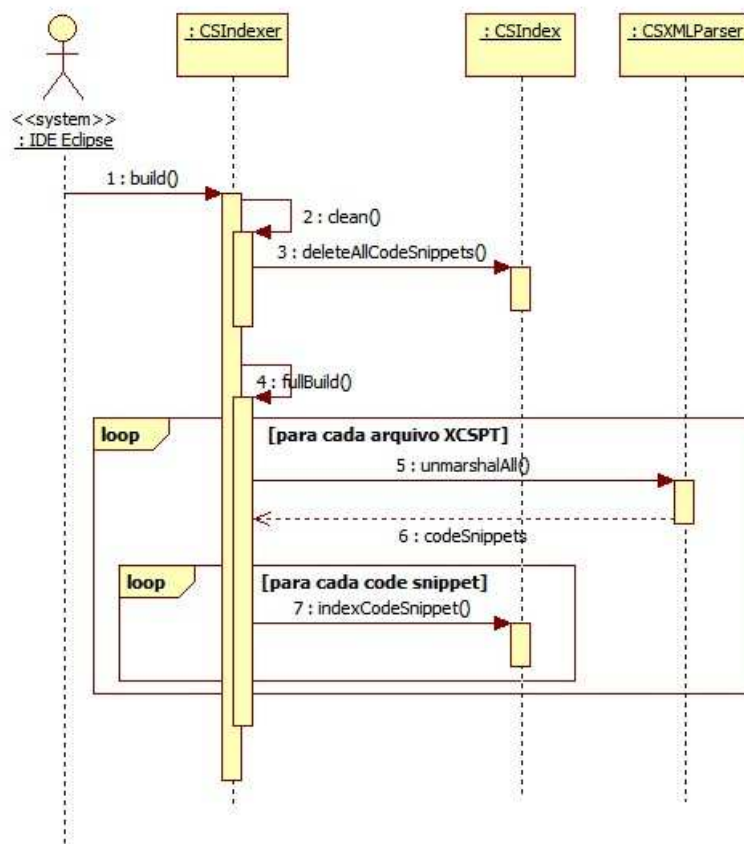 : CSIndexer
: CSIndex
: CSXMLParser
<<system>>
: IDE Eclipse
1 : build()
2 : clean()
3 : deleteAllCodeSnippets()
4 : fullBuild()
loop
[para cada arquivo XCSPT]
5 : unmarshalAll()
6 : codeSnippets
loop
[para cada code snippet]
7 : indexCodeSnippet()